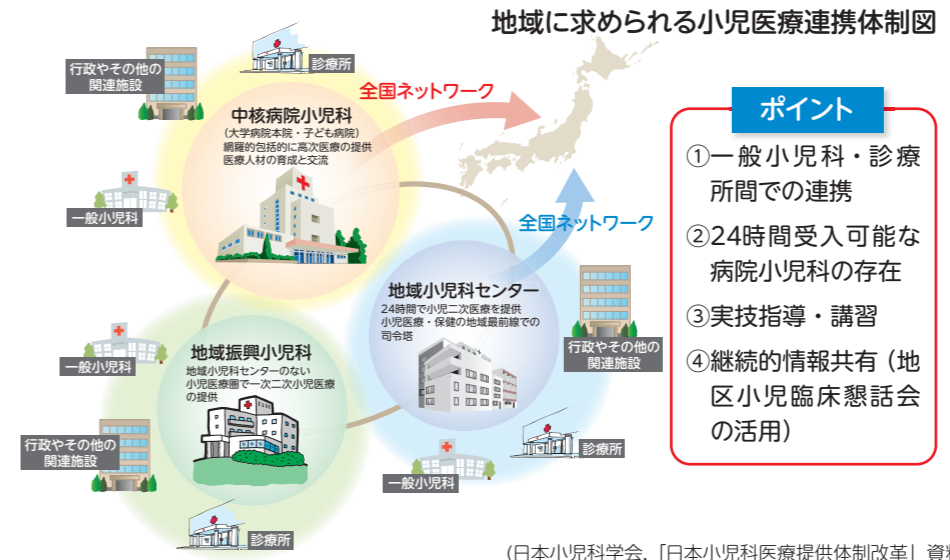 地域に求められる小児医療連携体制図
診療所
行政やその他の
関連施設
全国ネットワーク
中核病院小児科
（大学病院本院・子ども病院）
網羅的包括的に高次医療の提供
医療人材の育成と交流
一般小児科
全国ネットワーク
地域小児科センター
24時間で小児二次医療を提供
小児医療・保健の地域最前線での
司令塔
行政やその他の
関連施設
一般小児科
地域振興小児科
地域小児科センターのない
小児医療圏で一次二次小児医療
の提供
行政やその他の
関連施設
診療所
一般小児科
診療所
ポイント
①一般小児科・診療
所間での連携
②24時間受入可能な
病院小児科の存在
③実技指導・講習
④継続的情報共有（地
区小児臨床懇話会
の活用）
（日本小児科学会，「日本小児科医療提供体制改革」資料